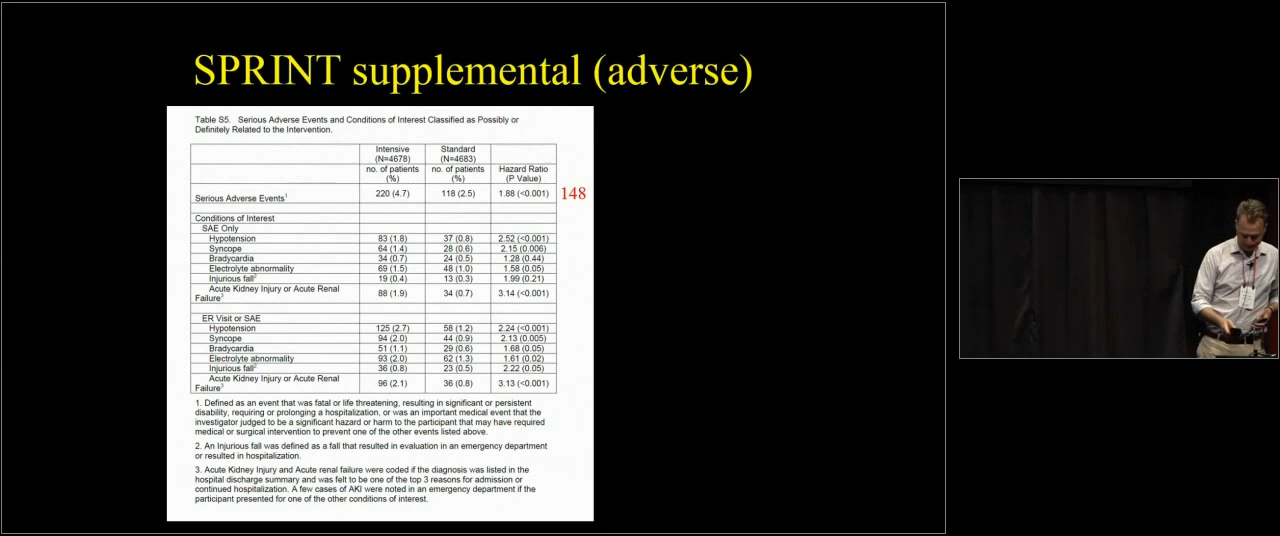 SPRINT supplemental (adverse)
Table S5. Serious Adverse Events and Conditions of Interest Classified as Possibly or
Definitely Related to the Intervention.
Intensive (N=4678) Standard (N=4683)
no. of patients (%) no. of patients (%) Hazard Ratio (P Value)
Serious Adverse Events1 220 (4.7) 118 (2.5) 1.88 (<0.001) 148
Conditions of Interest
SAE Only
Hypotension 83 (1.8) 37 (0.8) 2.52 (<0.001)
Syncope 64 (1.4) 28 (0.6) 2.15 (0.006)
Bradycardia 34 (0.7) 24 (0.5) 1.28 (0.44)
Electrolyte abnormality 69 (1.5) 48 (1.0) 1.58 (0.05)
Injurious fall2 19 (0.4) 13 (0.3) 1.99 (0.21)
Acute Kidney Injury or Acute Renal
Failure3 88 (1.9) 34 (0.7) 3.14 (<0.001)
ER Visit or SAE
Hypotension 125 (2.7) 58 (1.2) 2.24 (<0.001)
Syncope 94 (2.0) 44 (0.9) 2.13 (0.005)
Bradycardia 51 (1.1) 29 (0.6) 1.68 (0.05)
Electrolyte abnormality 93 (2.0) 62 (1.3) 1.61 (0.02)
Injurious fall2 36 (0.8) 23 (0.5) 2.22 (0.05)
Acute Kidney Injury or Acute Renal
Failure3 96 (2.1) 36 (0.8) 3.13 (<0.001)
1. Defined as an event that was fatal or life threatening, resulting in significant or persistent
disability, requiring or prolonging a hospitalization, or was an important medical event that the
investigator judged to be a significant hazard or harm to the participant that may have required
medical or surgical intervention to prevent one of the other events listed above.
2. An Injurious fall was defined as a fall that resulted in evaluation in an emergency department
or resulted in hospitalization.
3. Acute Kidney Injury and Acute renal failure were coded if the diagnosis was listed in the
hospital discharge summary and was felt to be one of the top 3 reasons for admission or
continued hospitalization. A few cases of AKI were noted in an emergency department if the
participant presented for one of the other conditions of interest.